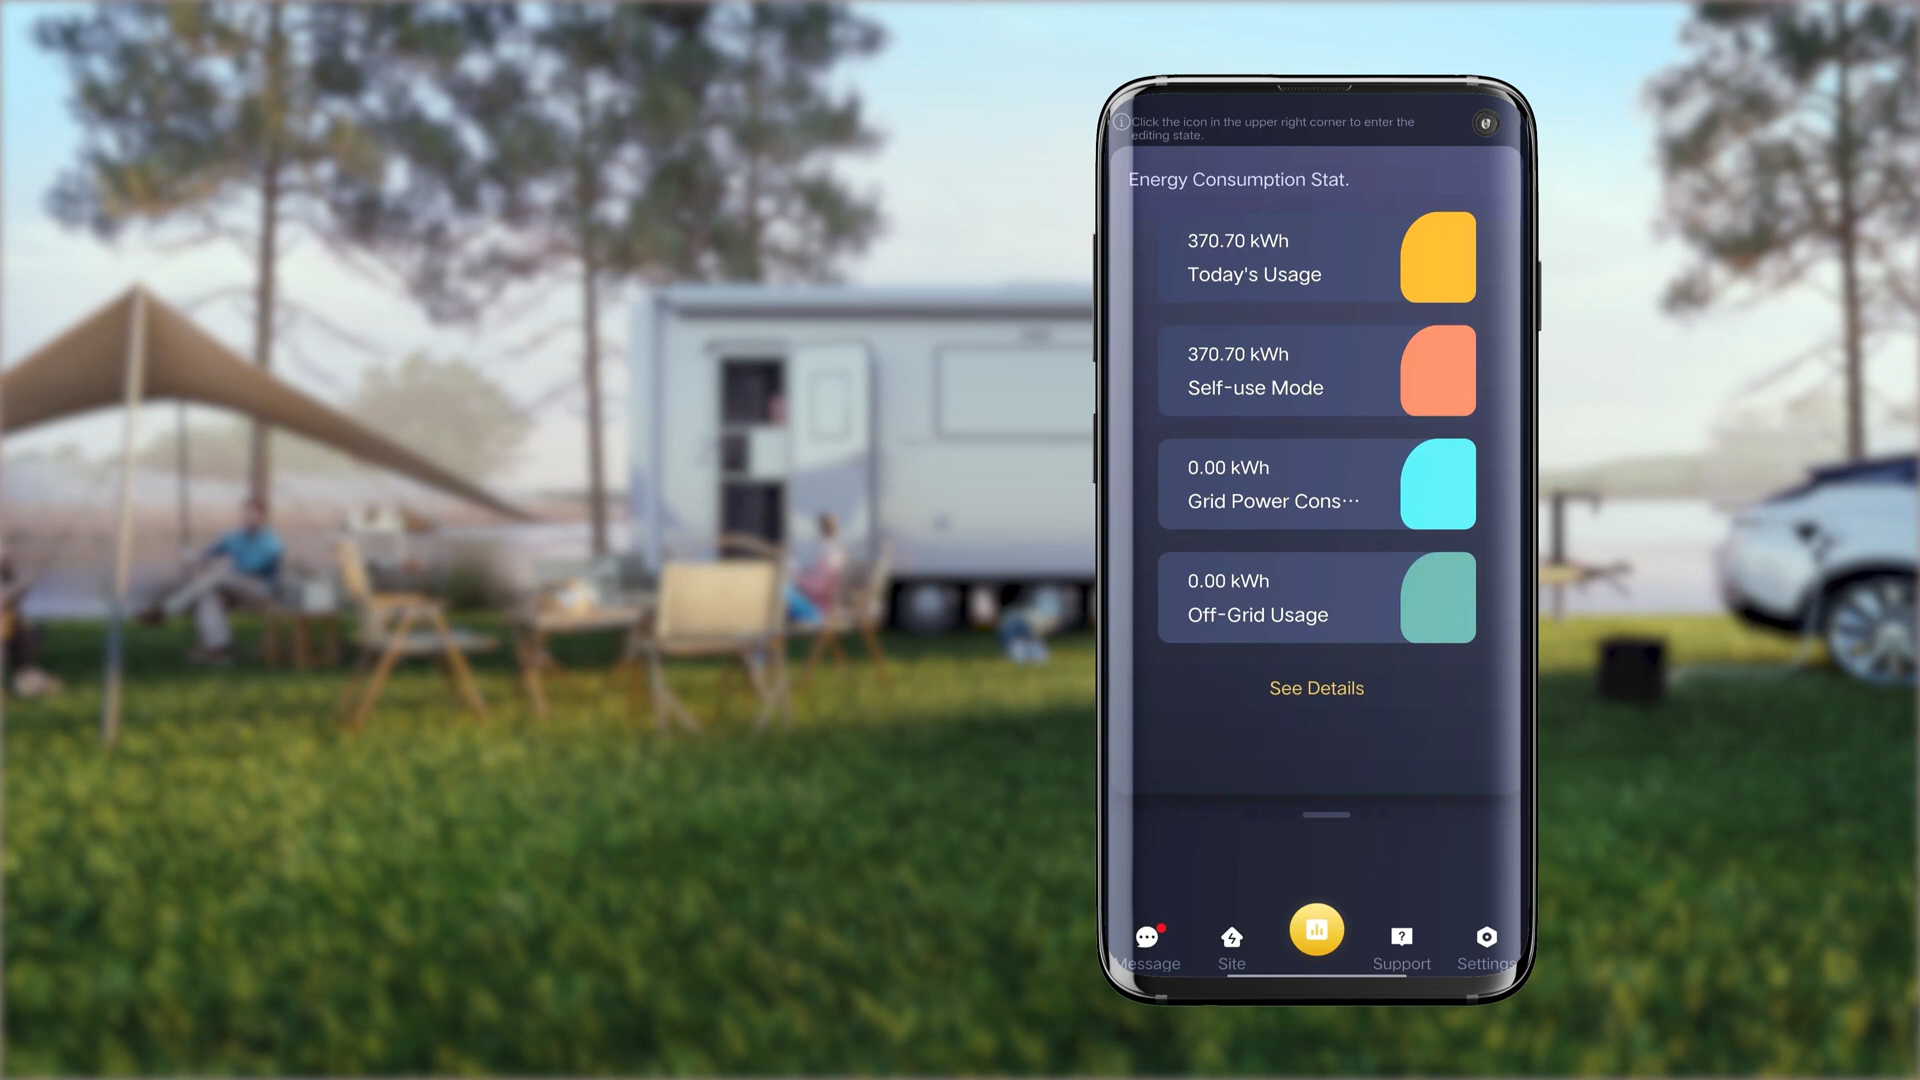 Click the icon in the upper right corner to enter the
editing state.
Energy Consumption Stat.
370.70 kWh
Today's Usage
370.70 kWh
Self-use Mode
0.00 kWh
Grid Power Cons···
0.00 kWh
Off-Grid Usage
See Details
Message
Site
Support
Settings